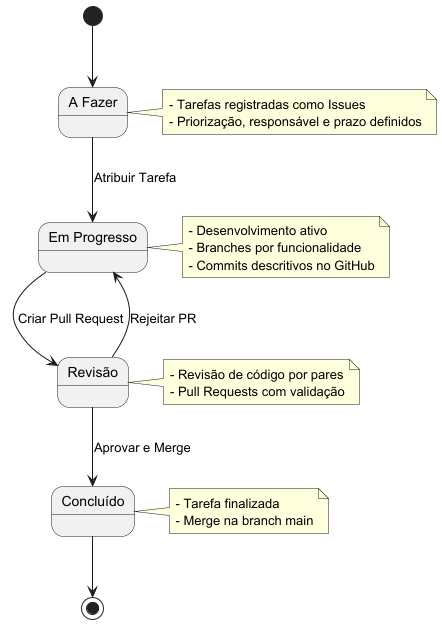 A Fazer
- Tarefas registradas como Issues
- Priorização, responsável e prazo definidos
Atribuir Tarefa
Em Progresso
- Desenvolvimento ativo
- Branches por funcionalidade
- Commits descritivos no GitHub
Criar Pull Request
Rejeitar PR
Revisão
- Revisão de código por pares
- Pull Requests com validação
Aprovar e Merge
Concluído
- Tarefa finalizada
- Merge na branch main